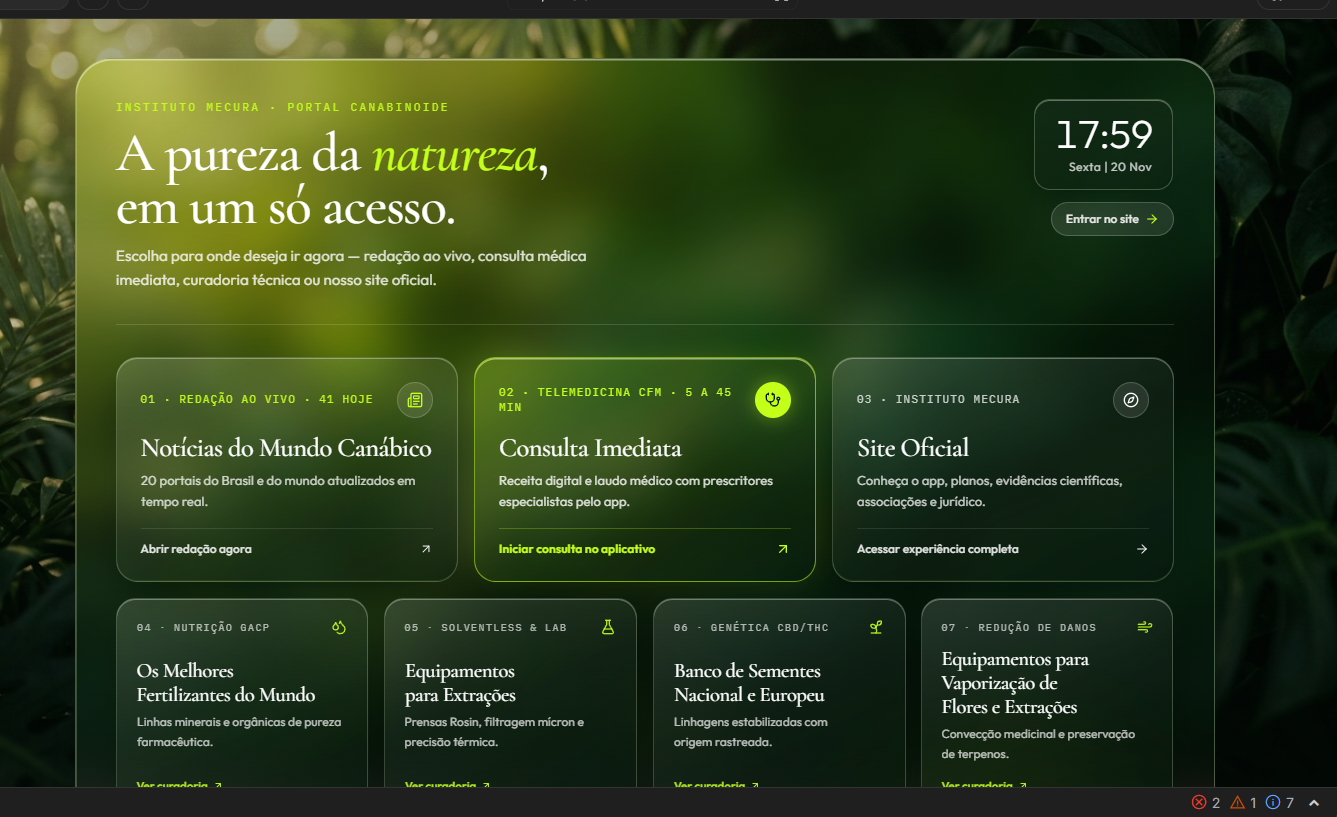 INSTITUTO MECURA · PORTAL CANABINOIDE
A pureza da natureza,
em um só acesso.
Escolha para onde deseja ir agora — redação ao vivo, consulta médica
imediata, curadoria técnica ou nosso site oficial.
17:59
Sexta | 20 Nov
Entrar no site
01 · REDAÇÃO AO VIVO · 41 HOJE
Notícias do Mundo Canábico
20 portais do Brasil e do mundo atualizados em
tempo real.
Abrir redação agora
02 · TELEMEDICINA CFM · 5 A 45
MIN
Consulta Imediata
Receita digital e laudo médico com prescritores
especialistas pelo app.
Iniciar consulta no aplicativo
03 · INSTITUTO MECURA
Site Oficial
Conheça o app, planos, evidências científicas,
associações e jurídico.
Acessar experiência completa
04 · NUTRIÇÃO GACP
Os Melhores
Fertilizantes do Mundo
Linhas minerais e orgânicas de pureza
farmacêutica.
Ver curadoria
05 · SOLVENTLESS & LAB
Equipamentos
para Extrações
Prensas Rosin, filtragem mícron e
precisão térmica.
Ver curadoria
06 · GENÉTICA CBD/THC
Banco de Sementes
Nacional e Europeu
Linhagens estabilizadas com
origem rastreada.
Ver curadoria
07 · REDUÇÃO DE DANOS
Equipamentos para
Vaporização de
Flores e Extrações
Convecção medicinal e preservação
de terpenos.
Ver curadoria
2 1 7